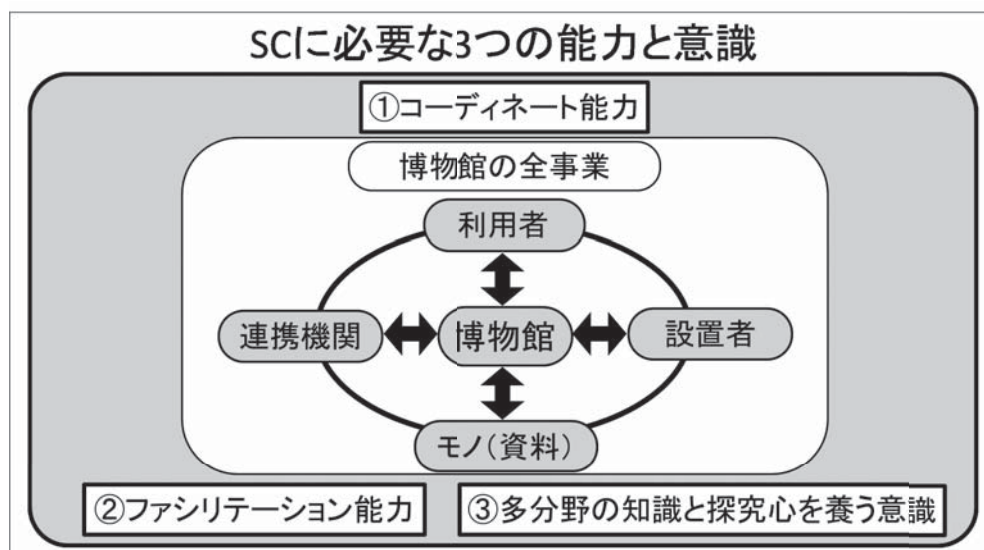 SCに必要な3つの能力と意識
①コーディネート能力
博物館の全事業
利用者
連携機関
博物館
設置者
モノ(資料)
②ファシリテーション能力
③多分野の知識と探究心を養う意識